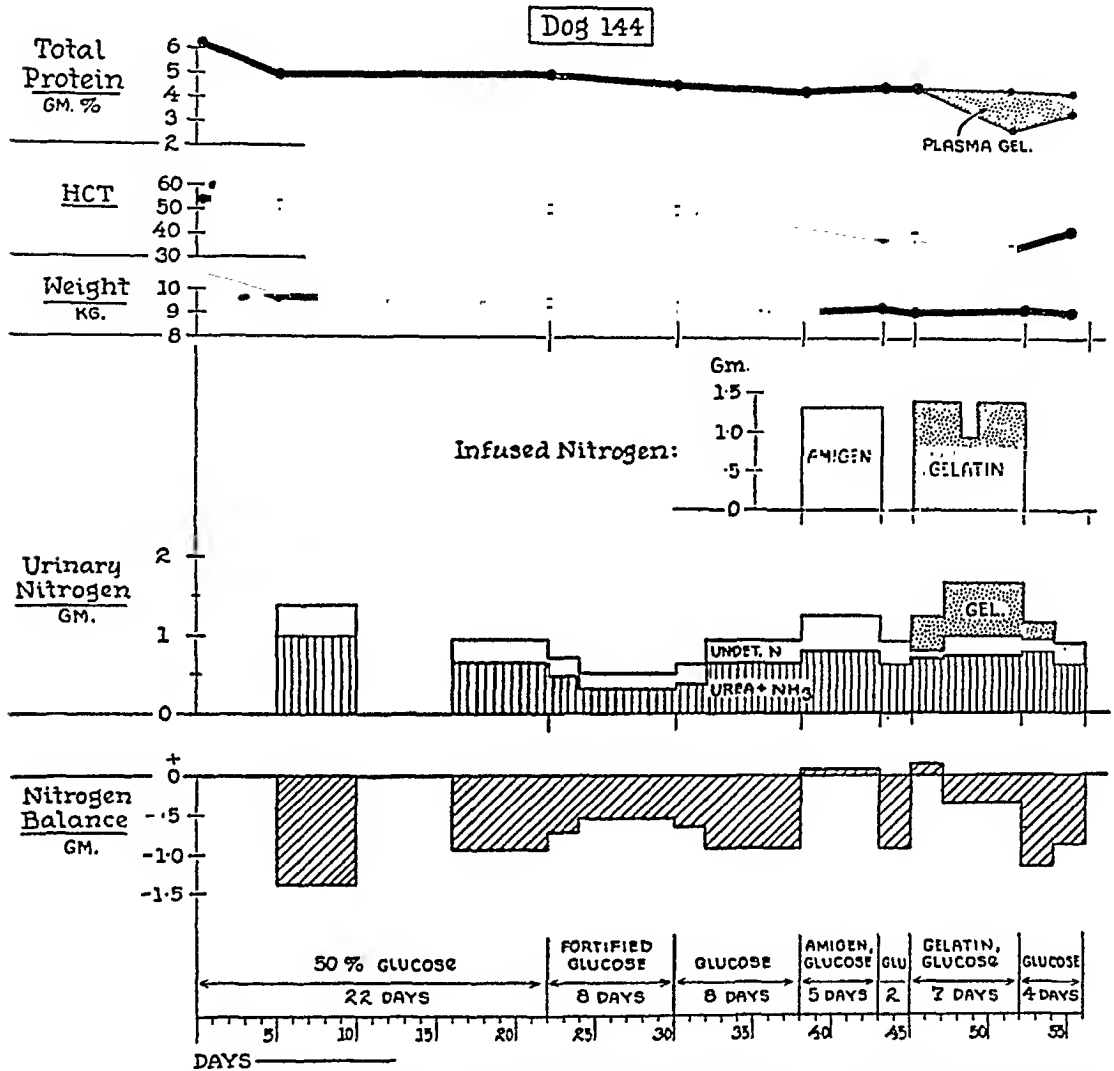 Dog 144
Total
Protein
GM. %
6
5
4
3
2
PLASMA GEL.
HCT
60
50
40
30
Weight
KG.
10
9
8
Gm.
1.5
1.0
.5
0
Infused Nitrogen:
AMIGEN
GELATIN
Urinary
Nitrogen
GM.
2
1
0
GEL.
UNDET. N
UREA + NH3
Nitrogen
Balance
GM.
+
0
-.5
-1.0
-1.5
50 % GLUCOSE
22 DAYS
FORTIFIED
GLUCOSE
8 DAYS
GLUCOSE
8 DAYS
AMIGEN,
GLUCOSE
5 DAYS
GLU
2
GELATIN,
GLUCOSE
7 DAYS
GLUCOSE
4 DAYS
5 10 15 20 25 30 35 40 45 50 55
DAYS